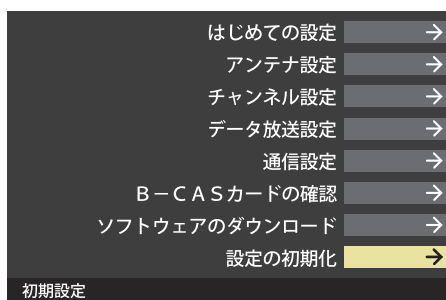 はじめての設定
アンテナ設定
チャンネル設定
データ放送設定
通信設定
Ｂ－ＣＡＳカードの確認
ソフトウェアのダウンロード
設定の初期化
初期設定